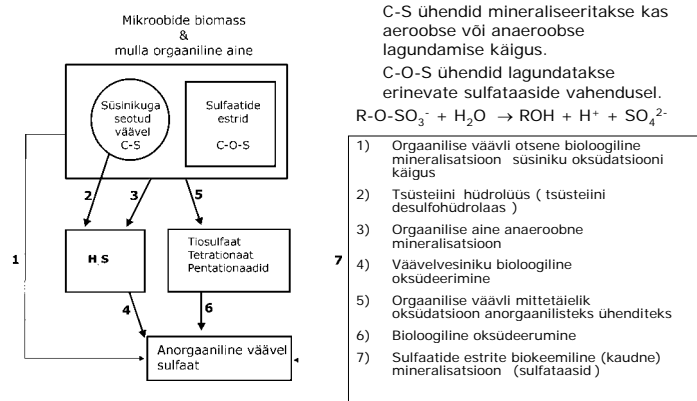 Mikroobide biomass
&
mulla orgaaniline aine
Süsinikuga
seotud
väävel
C-S
Sulfaatide
estrid
C-O-S
2
3
5
1
H S
Tiosulfaat
Tetrationaat
Pentationaadid
7
4
6
Anorgaaniline väävel
sulfaat
C-S ühendid mineraliseeritakse kas
aeroobse või anaeroobse
lagundamise käigus.
C-O-S ühendid lagundatakse
erinevate sulfataaside vahendusel.
R-O-SO₃⁻ + H₂O → ROH + H⁺ + SO₄²⁻
1) Orgaanilise väävli otsene bioloogiline
mineralisatsioon süsiniku oksüdatsiooni
käigus
2) Tsüsteiini hüdrolüüs ( tsüsteiini
desulfohüdrolaas )
3) Orgaanilise aine anaeroobne
mineralisatsioon
4) Väävelvesiniku bioloogiline
oksüdeerimine
5) Orgaanilise väävli mittetäielik
oksüdatsioon anorgaanilisteks ühenditeks
6) Bioloogiline oksüdeerumine
7) Sulfaatide estrite biokeemiline (kaudne)
mineralisatsioon (sulfataasid )